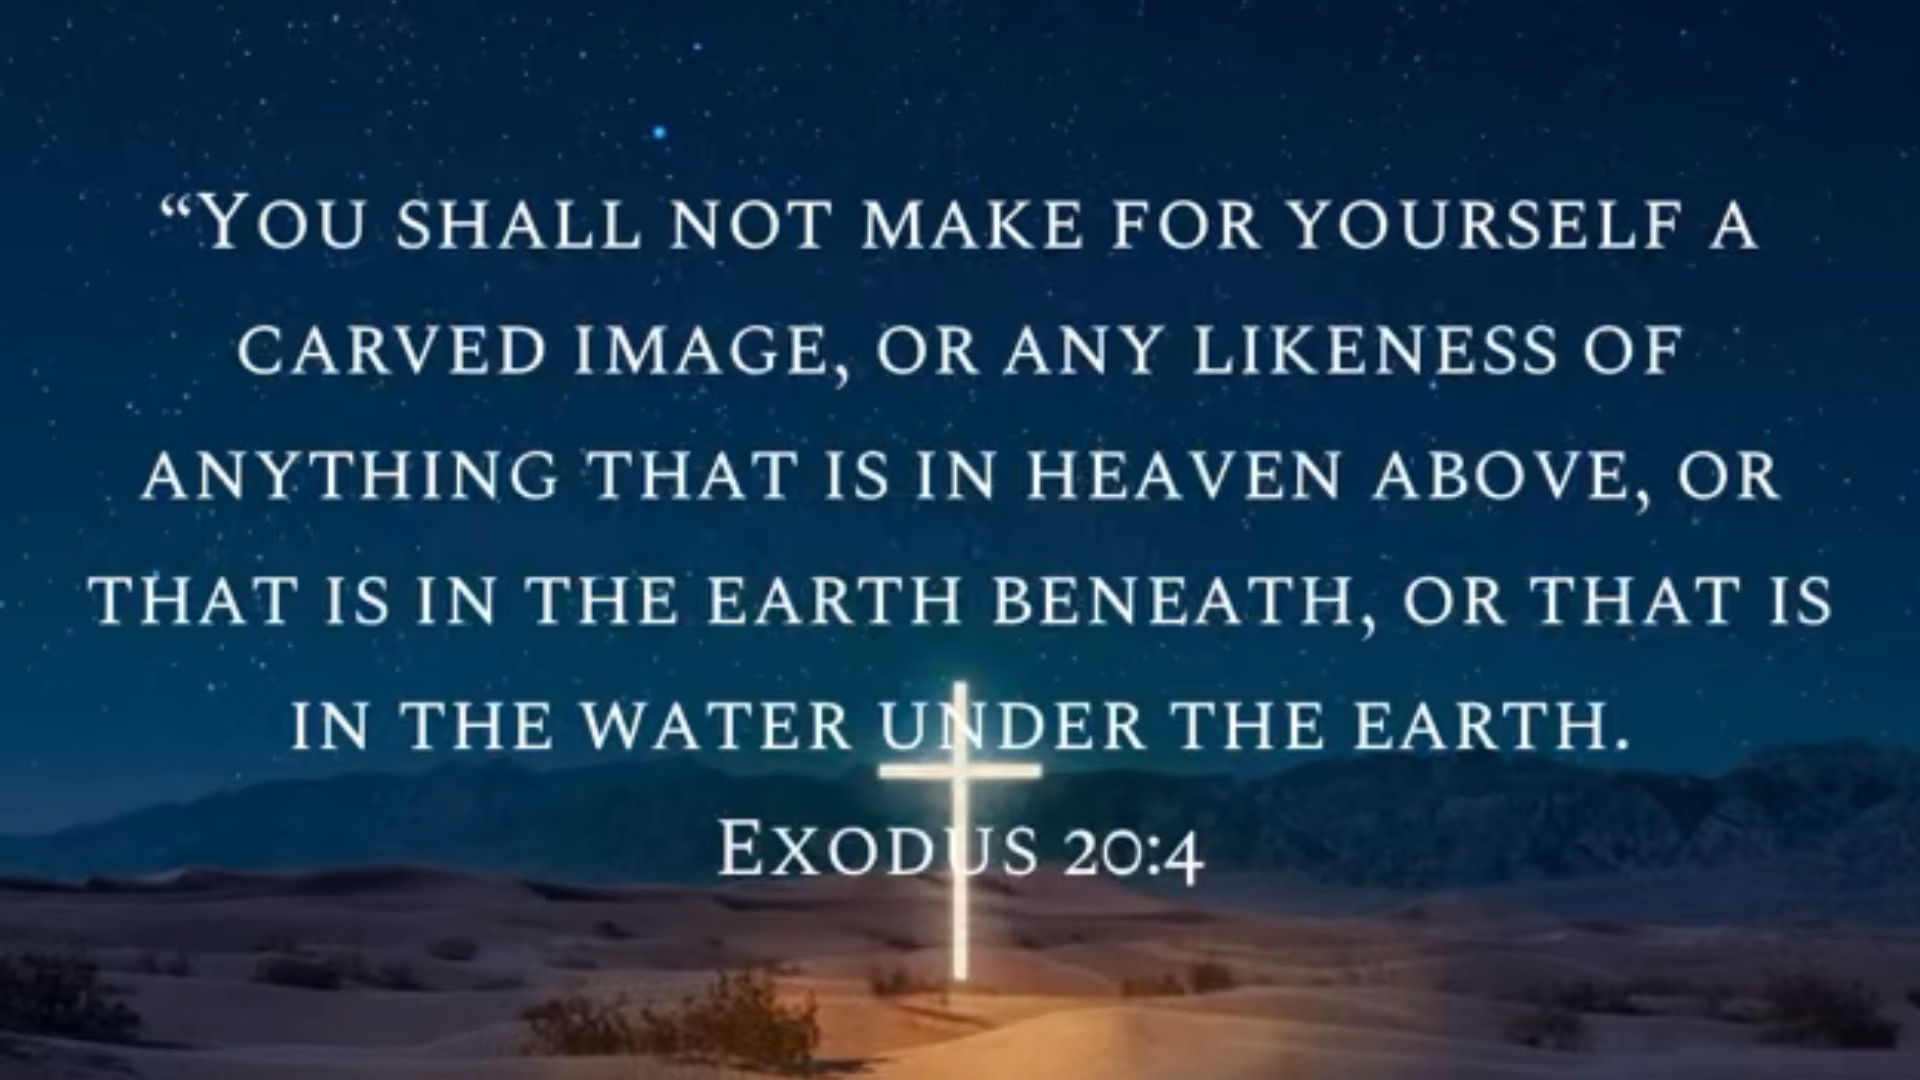 “You shall not make for yourself a
carved image, or any likeness of
anything that is in heaven above, or
that is in the earth beneath, or that is
in the water under the earth.
Exodus 20:4